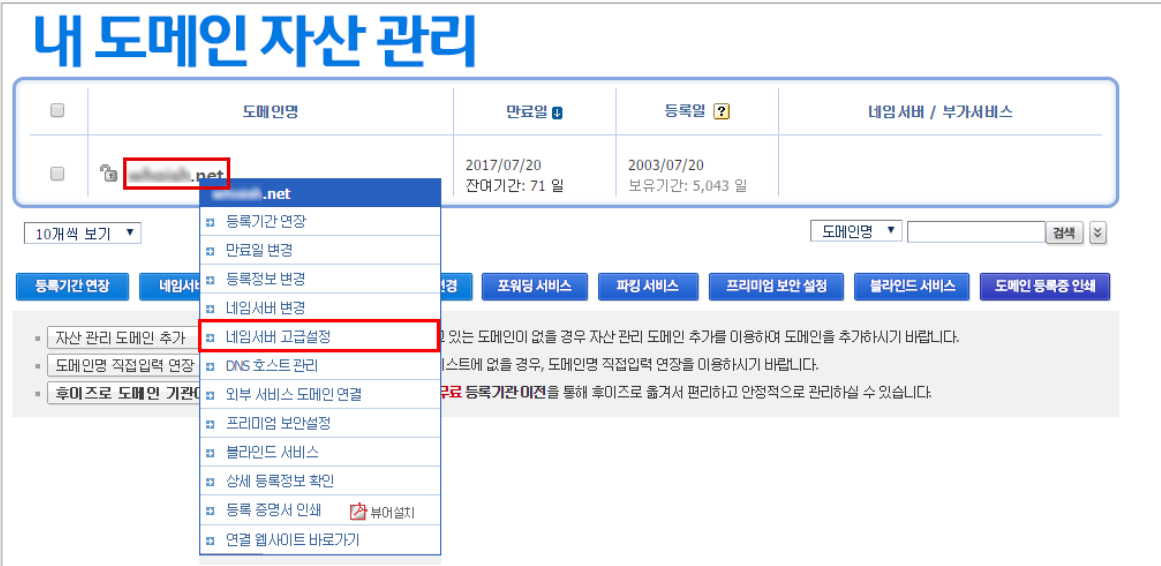 내 도메인 자산 관리
도메인명 만료일 등록일 ? 네임서버 / 부가서비스
.net 2017/07/20 2003/07/20
잔여기간: 71 일 보유기간: 5,043 일
.net
등록기간 연장
만료일 변경
등록정보 변경
네임서버 변경
네임서버 고급설정
DNS 호스트 관리
외부 서비스 도메인 연결
프리미엄 보안설정
블라인드 서비스
상세 등록정보 확인
등록 증명서 인쇄 뷰어설치
연결 웹사이트 바로가기
10개씩 보기 도메인명 검색
등록기간 연장 네임서 변경 포워딩 서비스 파킹 서비스 프리미엄 보안 설정 블라인드 서비스 도메인 등록증 인쇄
자산 관리 도메인 추가 있는 도메인이 없을 경우 자산 관리 도메인 추가를 이용하여 도메인을 추가하시기 바랍니다.
도메인명 직접입력 연장 스트에 없을 경우, 도메인명 직접입력 연장을 이용하시기 바랍니다.
후이즈로 도메인 기관 무료 등록기관 이전을 통해 후이즈로 옮겨서 편리하고 안정적으로 관리하실 수 있습니다.